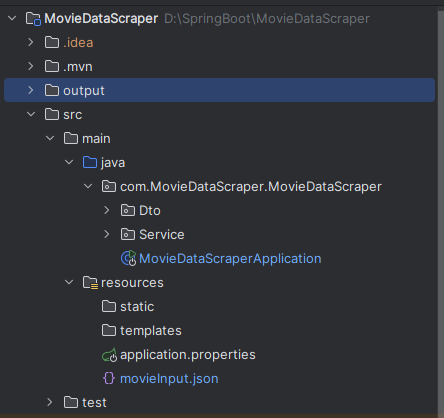 MovieDataScraper D:\SpringBoot\MovieDataScraper
.idea
.mvn
output
src
main
java
com.MovieDataScraper.MovieDataScraper
Dto
Service
MovieDataScraperApplication
resources
static
templates
application.properties
movieInput.json
test